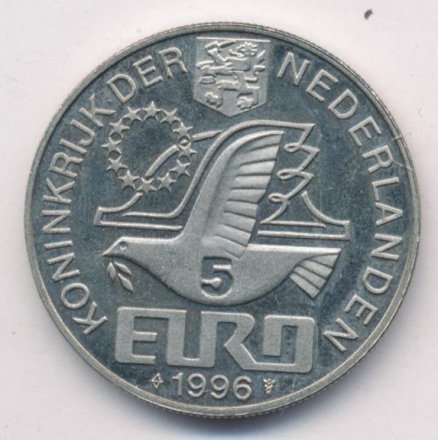 KONINKRIJK DER NEDERLANDEN
5
EURO
1996